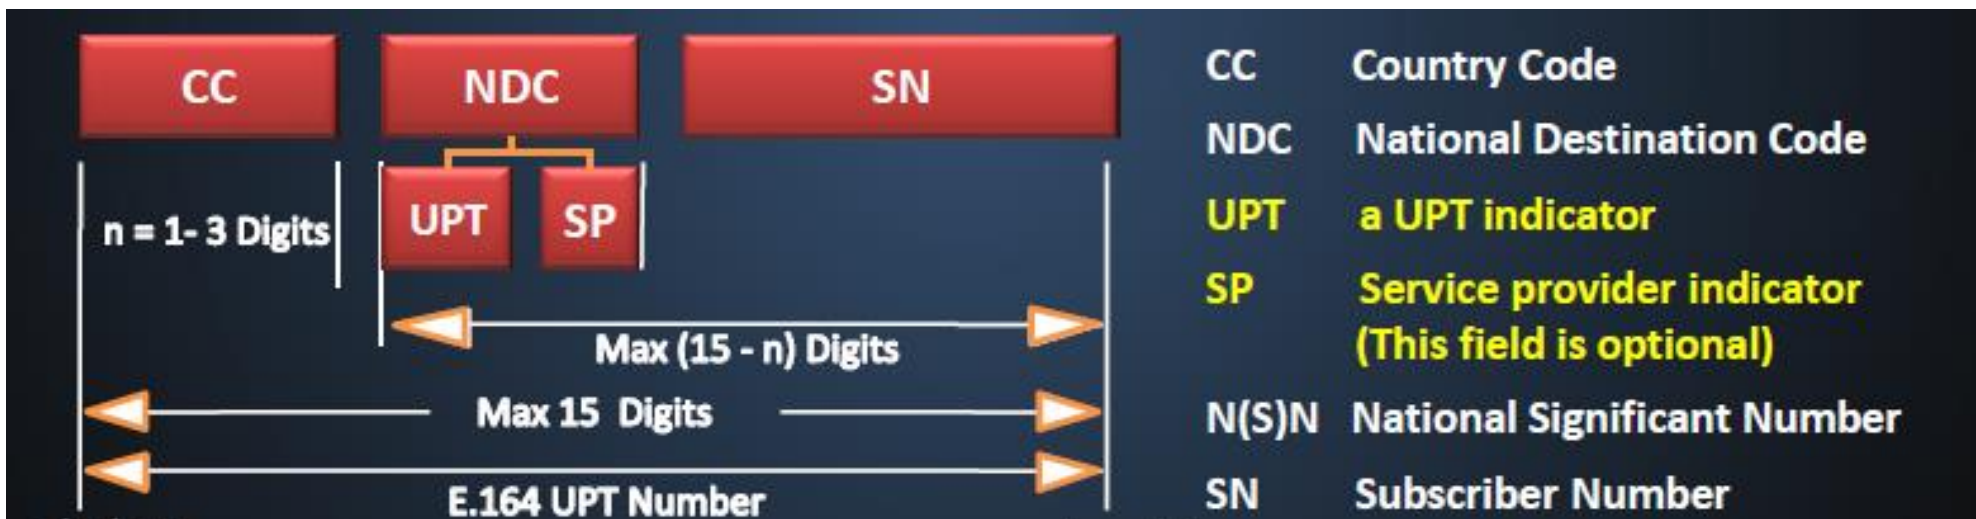 CC NDC SN
UPT SP
n = 1- 3 Digits
Max (15 - n) Digits
Max 15 Digits
E.164 UPT Number
CC Country Code
NDC National Destination Code
UPT a UPT indicator
SP Service provider indicator
(This field is optional)
N(S)N National Significant Number
SN Subscriber Number